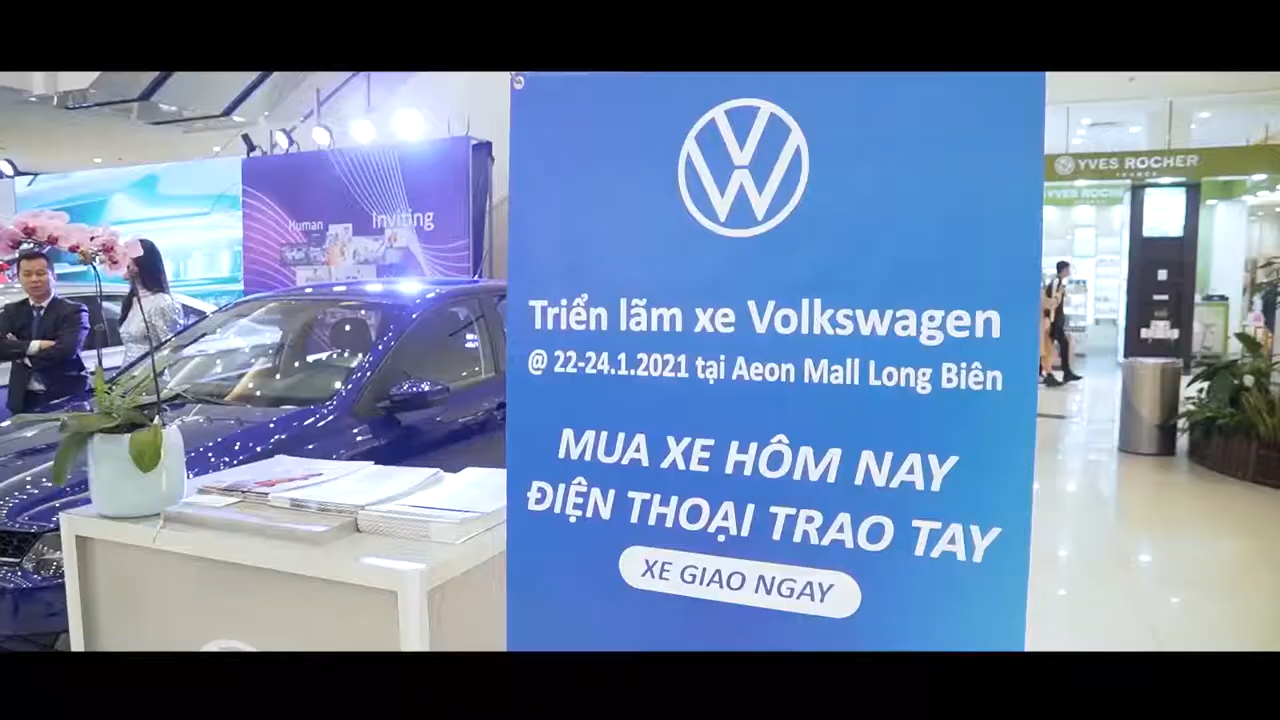 Human
Inviting
Triển lãm xe Volkswagen
@ 22-24.1.2021 tại Aeon Mall Long Biên
MUA XE HÔM NAY
ĐIỆN THOẠI TRAO TAY
XE GIAO NGAY
YVES ROCHER
FRANCE
YVES ROCHER